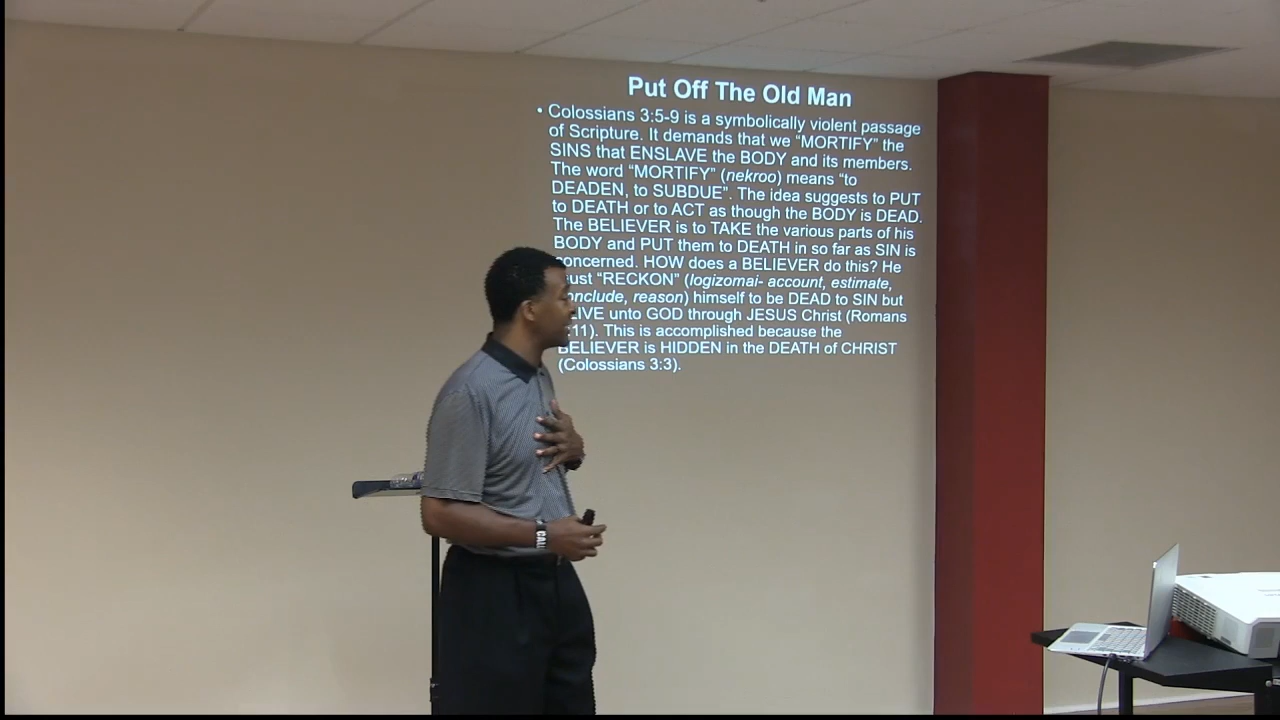 Put Off The Old Man
• Colossians 3:5-9 is a symbolically violent passage
of Scripture. It demands that we “MORTIFY” the
SINS that ENSLAVE the BODY and its members.
The word “MORTIFY” (nekroo) means “to
DEADEN, to SUBDUE”. The idea suggests to PUT
to DEATH or to ACT as though the BODY is DEAD.
The BELIEVER is to TAKE the various parts of his
BODY and PUT them to DEATH in so far as SIN is
concerned. HOW does a BELIEVER do this? He
“RECKON” (logizomai- account, estimate,
reason) himself to be DEAD to SIN but
unto GOD through JESUS Christ (Romans
:11). This is accomplished because the
BELIEVER is HIDDEN in the DEATH of CHRIST
(Colossians 3:3).